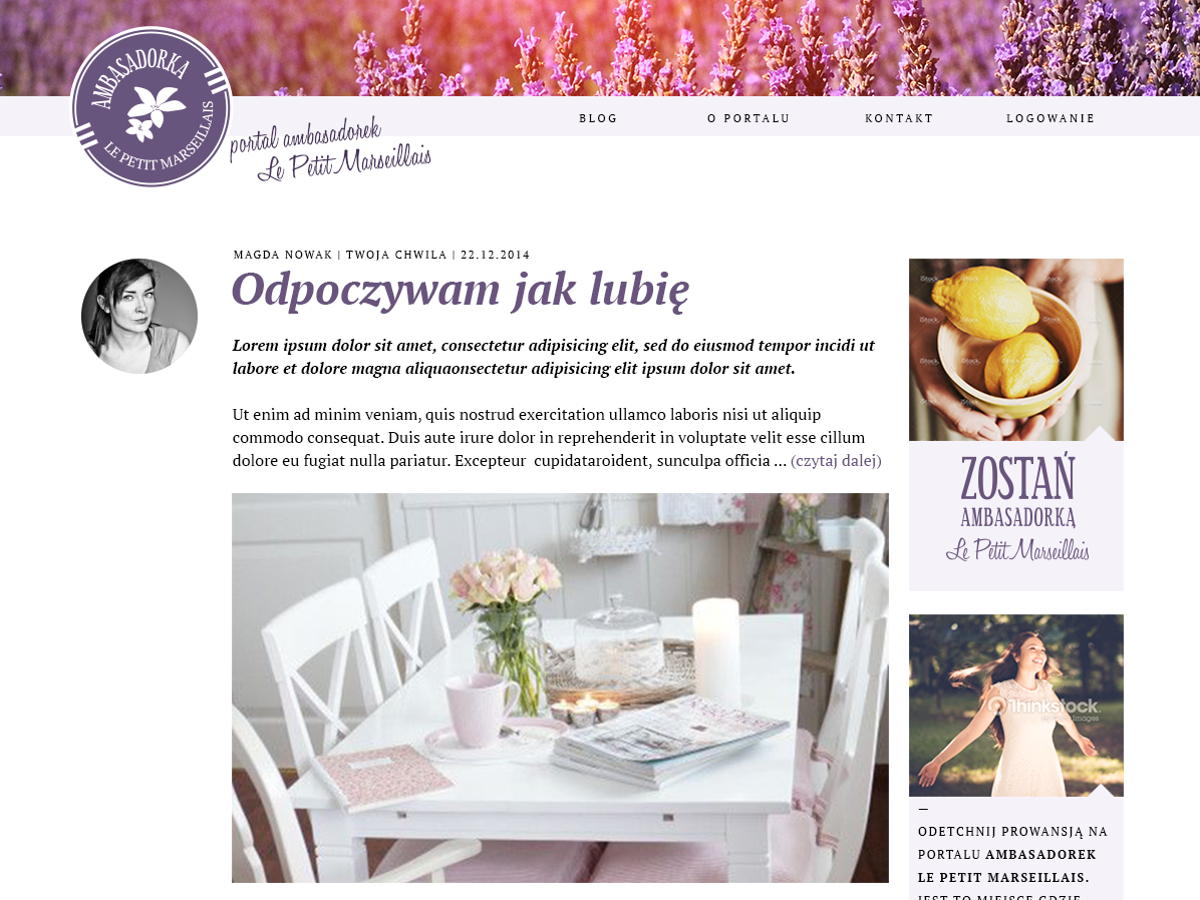 AMBASADORKA
LE PETIT MARSEILLAIS
portal ambasadorek
Le Petit Marseillais
BLOG O PORTALU KONTAKT LOGOWANIE
MAGDA NOWAK | TWOJA CHWILA | 22.12.2014
Odpoczywam jak lubię
Lorem ipsum dolor sit amet, consectetur adipisicing elit, sed do eiusmod tempor incidi ut
labore et dolore magna aliquaonsectetur adipisicing elit ipsum dolor sit amet.
Ut enim ad minim veniam, quis nostrud exercitation ullamco laboris nisi ut aliquip
commodo consequat. Duis aute irure dolor in reprehenderit in voluptate velit esse cillum
dolore eu fugiat nulla pariatur. Excepteur  cupidataroident, sunculpa officia ... (czytaj dalej)
ZOSTAŃ
AMBASADORKĄ
Le Petit Marseillais
Thinkstock
–
ODETCHNIJ PROWANSJĄ NA
PORTALU AMBASADOREK
LE PETIT MARSEILLAIS.
JEST TO MIEJSCE GDZIE